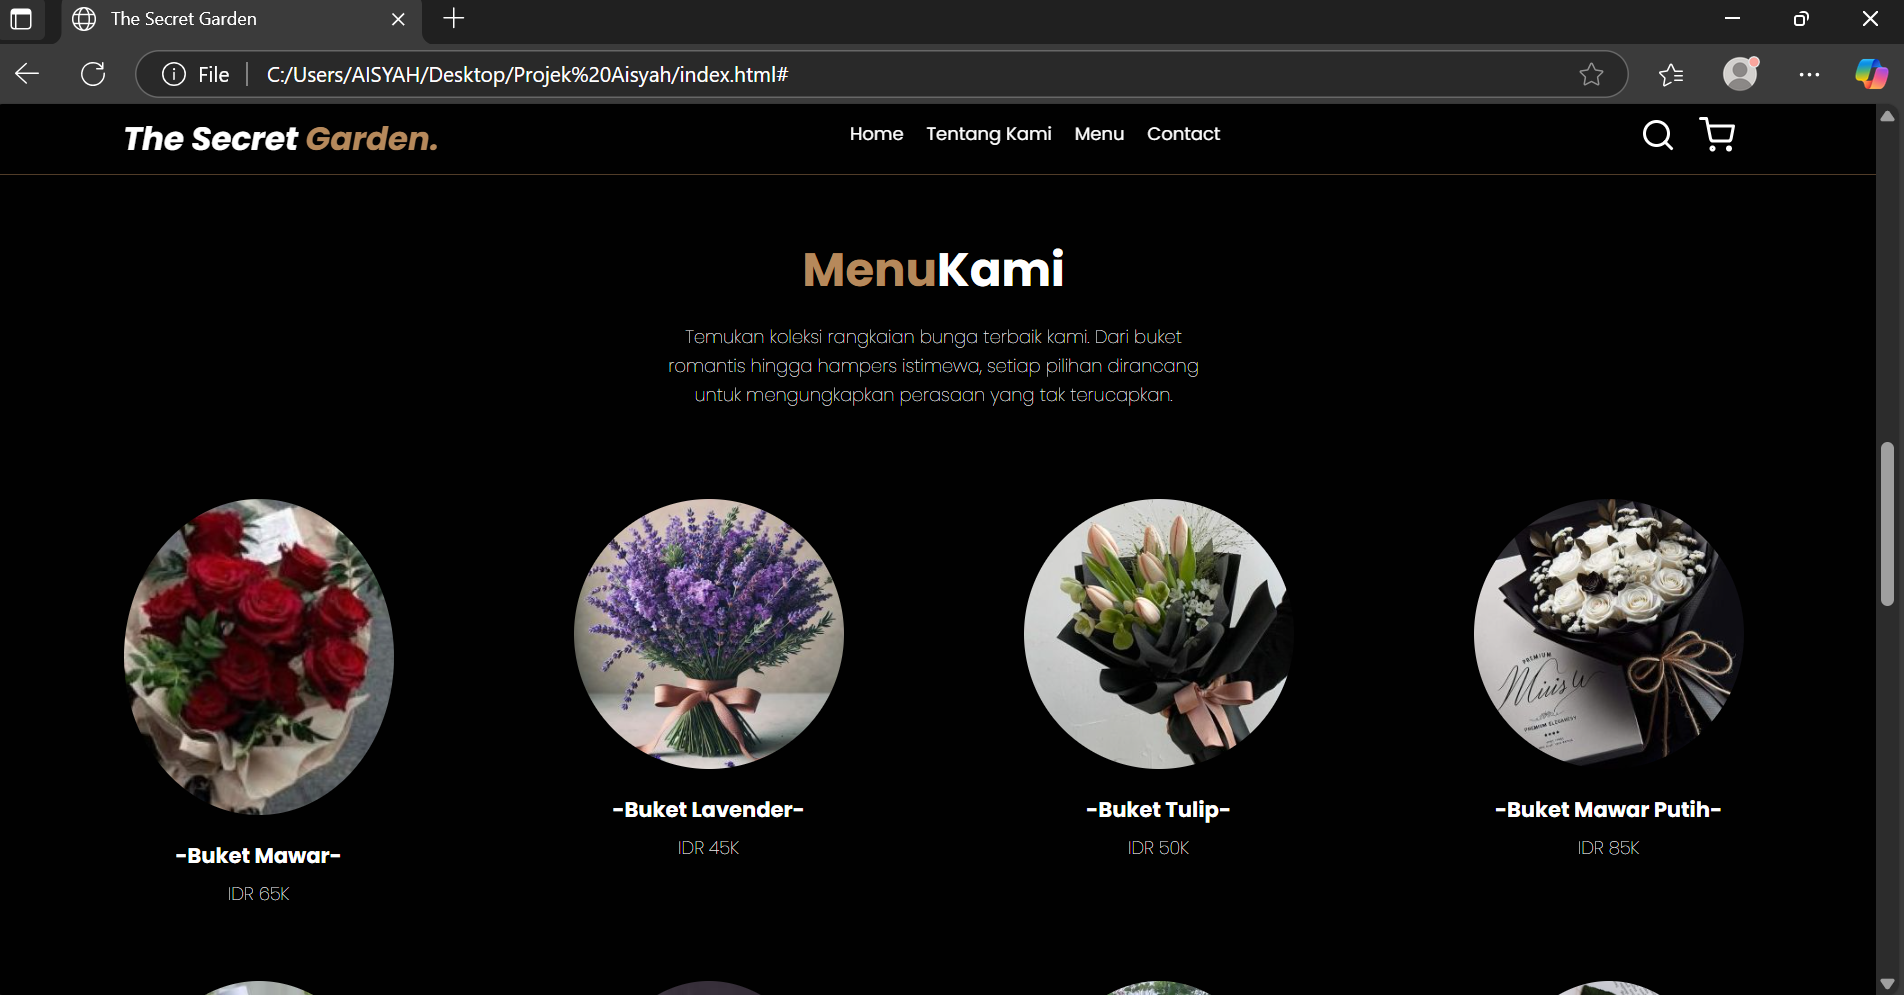 The Secret Garden
File
C:/Users/AISYAH/Desktop/Projek%20Aisyah/index.html#
The Secret Garden.
Home Tentang Kami Menu Contact
MenuKami
Temukan koleksi rangkaian bunga terbaik kami. Dari buket
romantis hingga hampers istimewa, setiap pilihan dirancang
untuk mengungkapkan perasaan yang tak terucapkan.
PREMIUM
PREMIUM ELEGANCY
-Buket Mawar-
IDR 65K
-Buket Lavender-
IDR 45K
-Buket Tulip-
IDR 50K
-Buket Mawar Putih-
IDR 85K